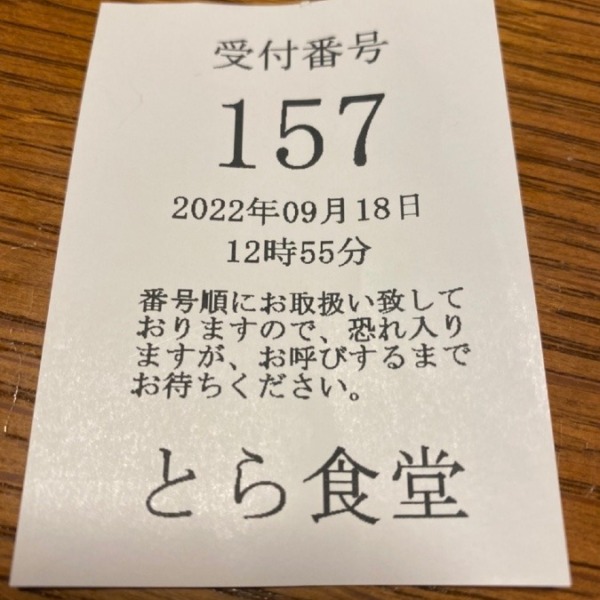 受付番号
157
2022年09月18日
12時55分
番号順にお取扱い致して
おりますので、恐れ入り
ますが、お呼びするまで
お待ちください。
とら食堂